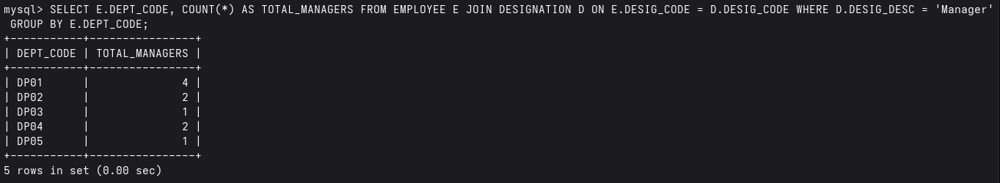 mysql> SELECT E.DEPT_CODE, COUNT(*) AS TOTAL_MANAGERS FROM EMPLOYEE E JOIN DESIGNATION D ON E.DESIG_CODE = D.DESIG_CODE WHERE D.DESIG_DESC = 'Manager'
 GROUP BY E.DEPT_CODE;
+-----------+----------------+
| DEPT_CODE | TOTAL_MANAGERS |
+-----------+----------------+
| DP01      |              4 |
| DP02      |              2 |
| DP03      |              1 |
| DP04      |              2 |
| DP05      |              1 |
+-----------+----------------+
5 rows in set (0.00 sec)